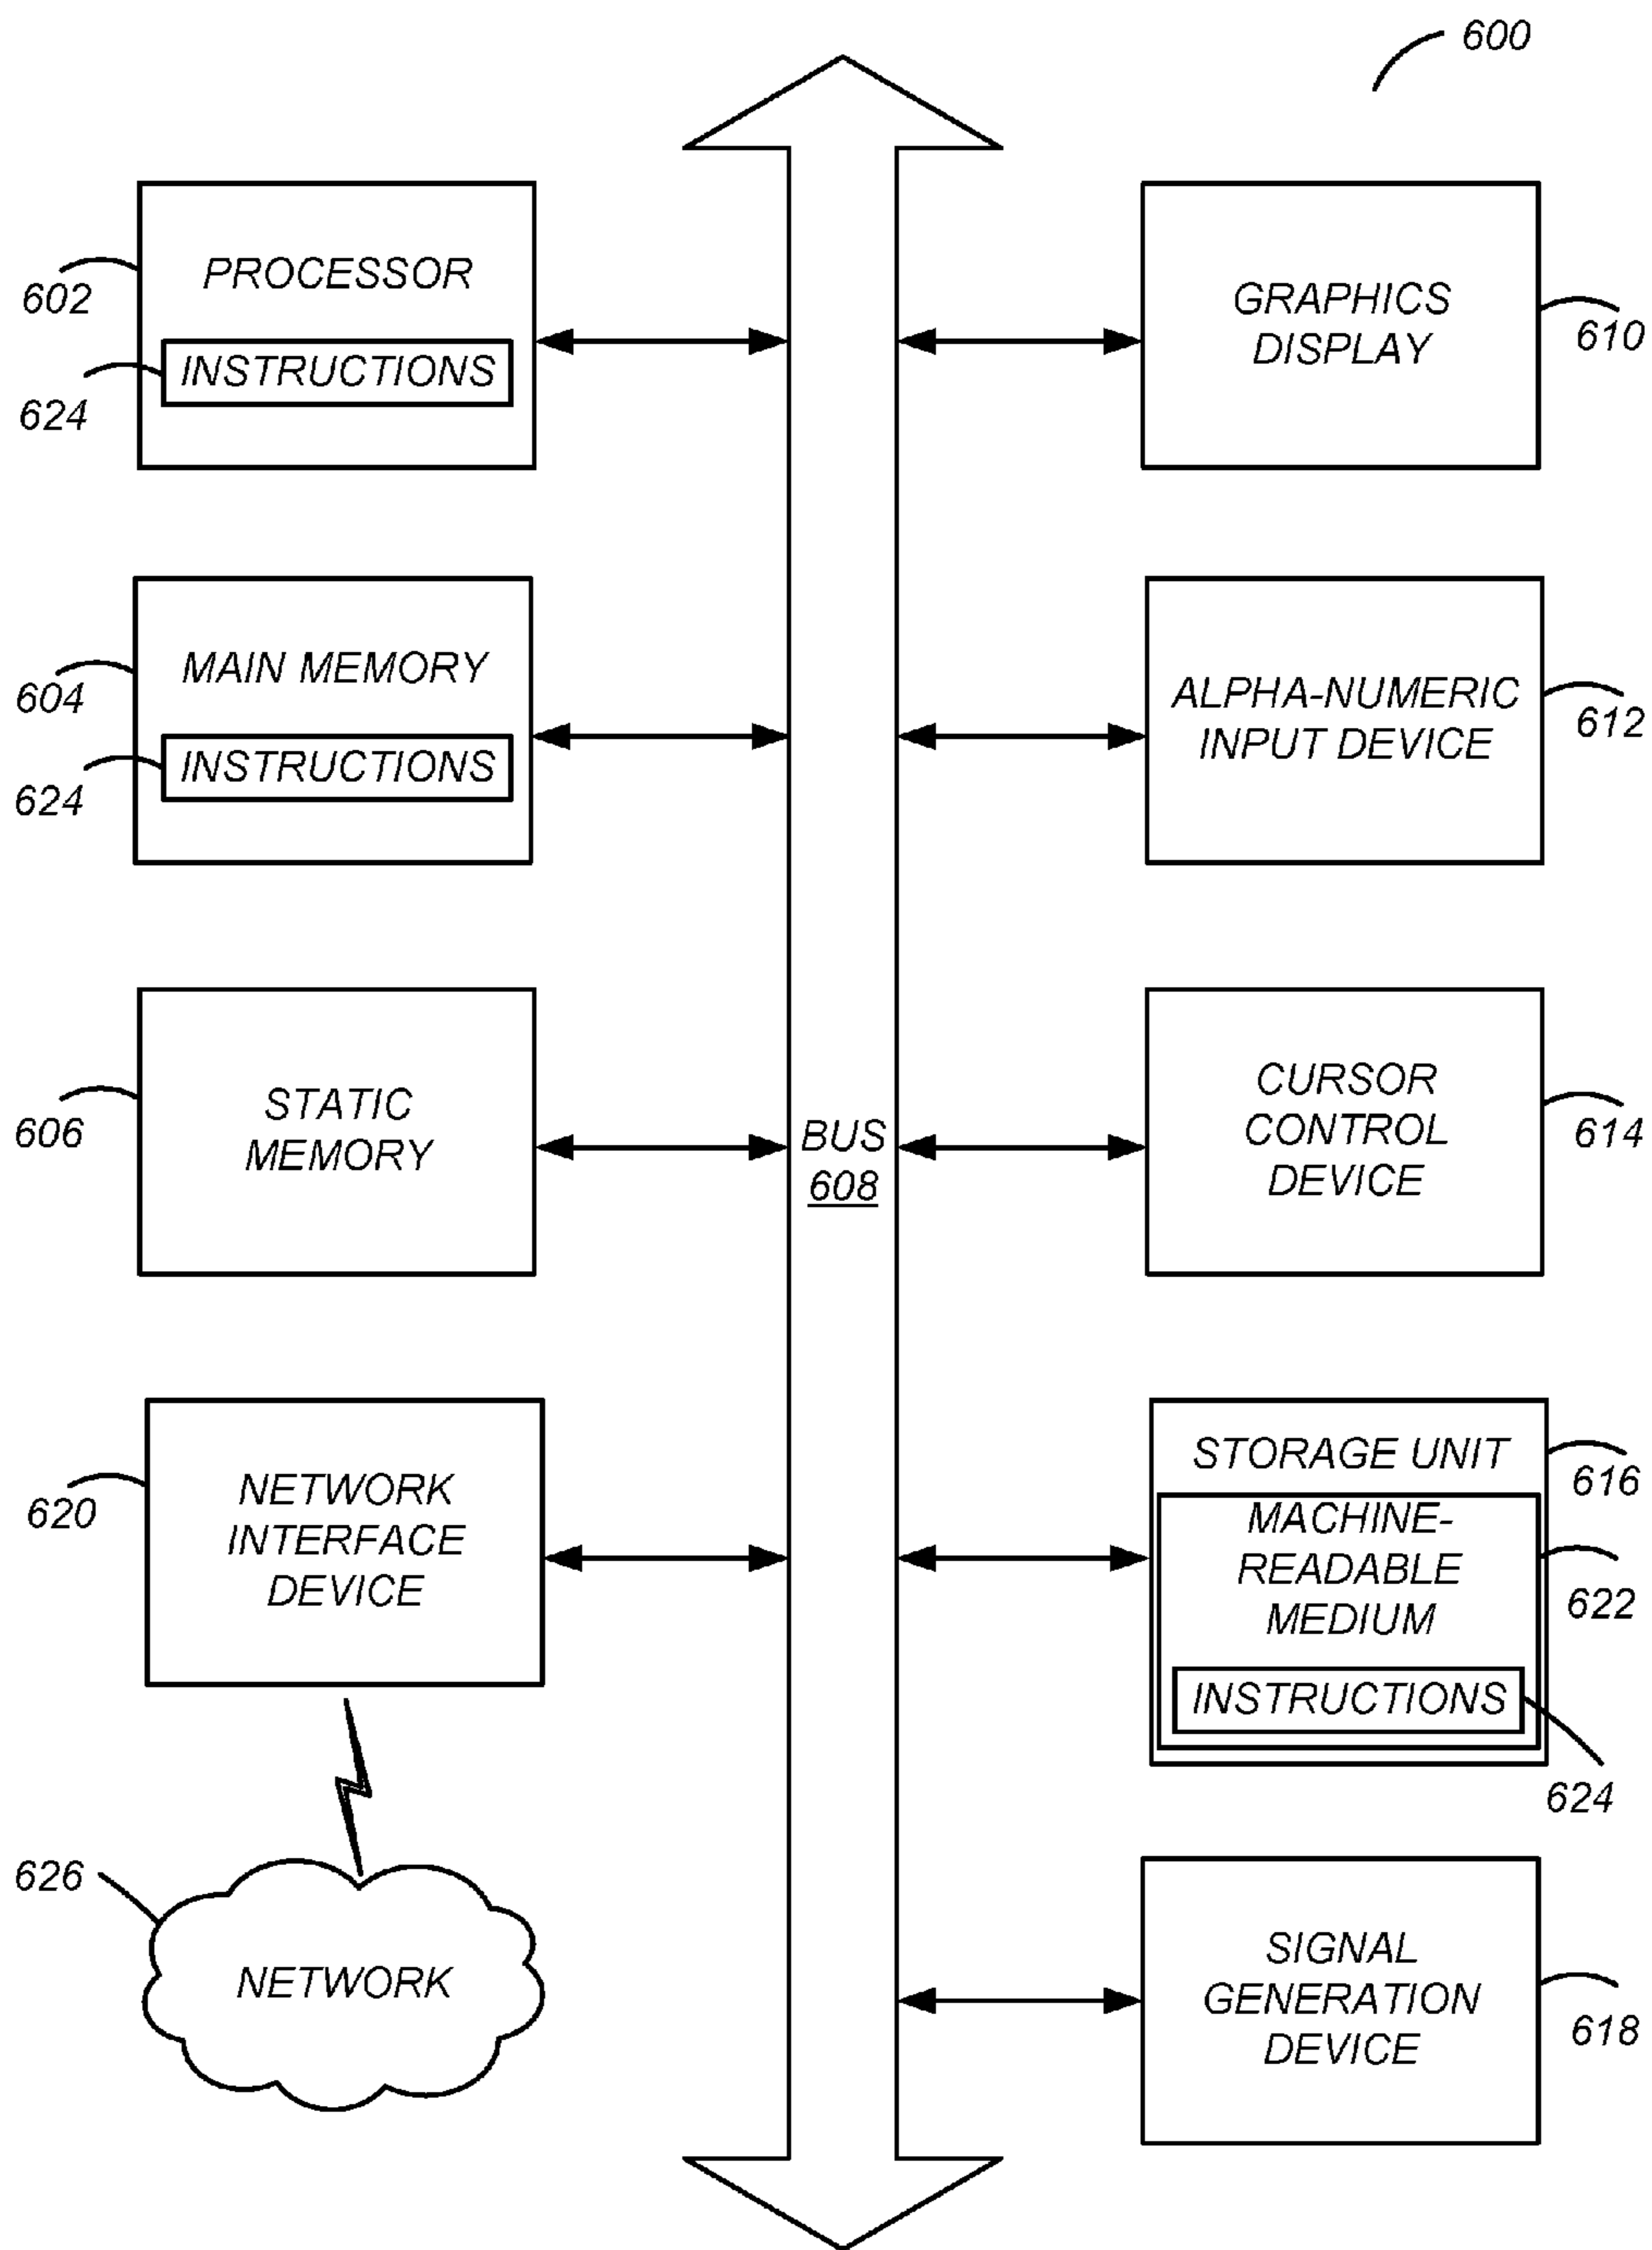 600
PROCESSOR
602
INSTRUCTIONS
624
GRAPHICS
DISPLAY
610
MAIN MEMORY
604
INSTRUCTIONS
624
ALPHA-NUMERIC
INPUT DEVICE
612
STATIC
MEMORY
606
BUS
608
CURSOR
CONTROL
DEVICE
614
NETWORK
INTERFACE
DEVICE
620
STORAGE UNIT
616
MACHINE-
READABLE
MEDIUM
622
INSTRUCTIONS
624
626
NETWORK
SIGNAL
GENERATION
DEVICE
618